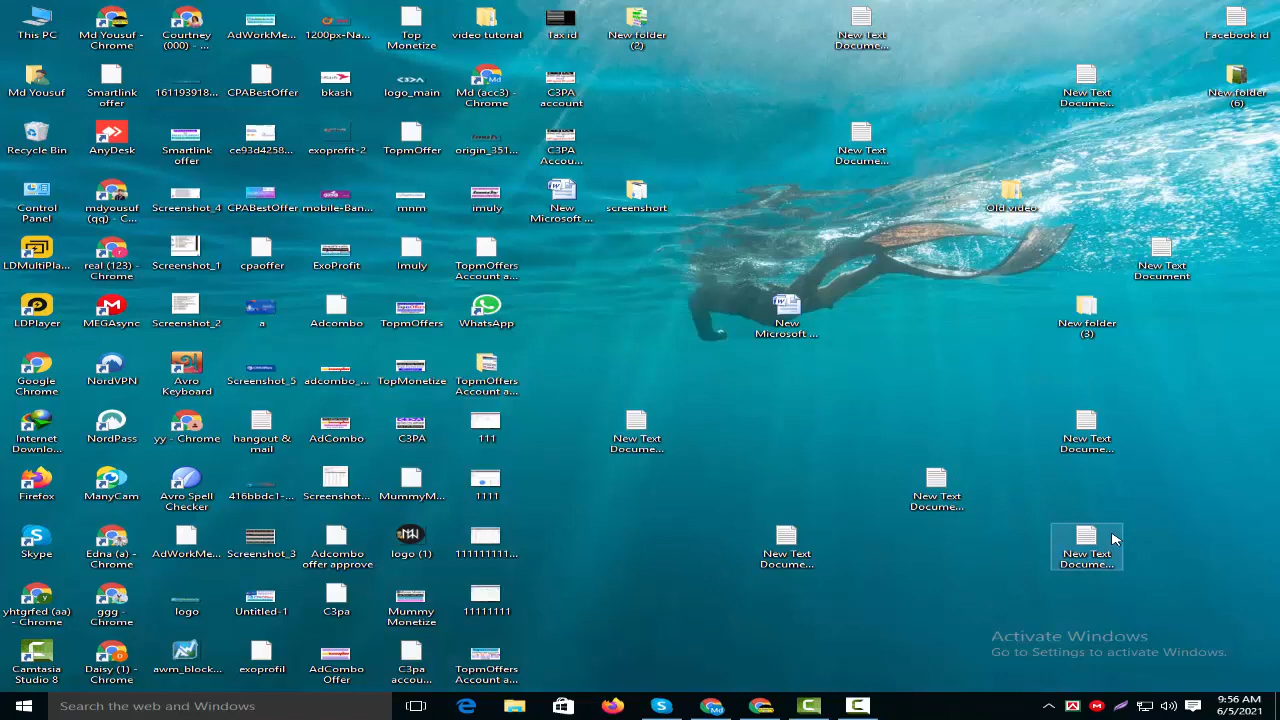 This PC
Md Yousuf - Chrome
Courtney (000) - ...
AdWorkMe...
1200px-Na...
Top Monetize
video tutorial
Tax id
New folder (2)
New Text Docume...
Facebook id
Md Yousuf
Smartlink offer
161193918...
CPABestOffer
bkash
logo_main
Md (acc3) - Chrome
C3PA account
New Text Docume...
New folder (6)
Recycle Bin
AnyDesk
smartlink offer
ce93d4258...
exoprofit-2
TopmOffer
origin_351...
C3PA Accou...
New Text Docume...
Control Panel
mdyousuf (qq) - C...
Screenshot_4
CPABestOffer
mobile-Ban...
mnm
imuly
New Microsoft ...
screenshort
Old video
LDMultiPla...
real (123) - Chrome
Screenshot_1
cpaoffer
ExoProfit
Imuly
TopmOffers Account a...
New Text Document
LDPlayer
MEGAsync
Screenshot_2
a
Adcombo
TopmOffers
WhatsApp
New Microsoft ...
New folder (3)
Google Chrome
NordVPN
Avro Keyboard
Screenshot_5
adcombo_...
TopMonetize
TopmOffers Account a...
Internet Downlo...
NordPass
yy - Chrome
hangout & mail
AdCombo
C3PA
111
New Text Docume...
New Text Docume...
Firefox
ManyCam
Avro Spell Checker
416bbdc1-...
Screenshot...
MummyM...
1111
New Text Docume...
Skype
Edna (a) - Chrome
AdWorkMe...
Screenshot_3
Adcombo offer approve
logo (1)
111111111...
New Text Docume...
New Text Docume...
yhtgrfed (aa) - Chrome
ggg - Chrome
logo
Untitled-1
C3pa
Mummy Monetize
11111111
Camtasia Studio 8
Daisy (1) - Chrome
awm_block...
exoprofil
AdCombo Offer
C3pa accou...
TopmOffers Account a...
Activate Windows
Go to Settings to activate Windows.
Search the web and Windows
9:56 AM
6/5/2021